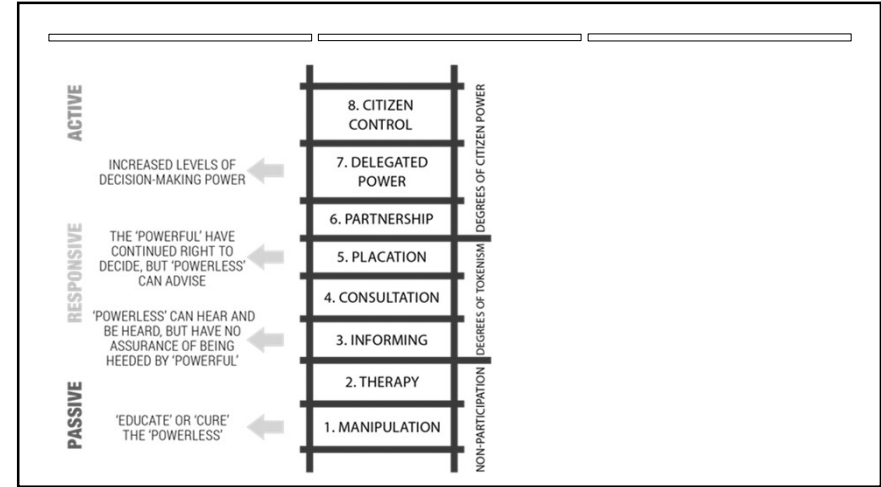 ACTIVE
8. CITIZEN
CONTROL
DEGREES OF CITIZEN POWER
INCREASED LEVELS OF
DECISION-MAKING POWER
7. DELEGATED
POWER
6. PARTNERSHIP
RESPONSIVE
THE ‘POWERFUL’ HAVE
CONTINUED RIGHT TO
DECIDE, BUT ‘POWERLESS’
CAN ADVISE
5. PLACATION
DEGREES OF TOKENISM
4. CONSULTATION
‘POWERLESS’ CAN HEAR AND
BE HEARD, BUT HAVE NO
ASSURANCE OF BEING
HEEDED BY ‘POWERFUL’
3. INFORMING
PASSIVE
2. THERAPY
NON-PARTICIPATION
‘EDUCATE’ OR ‘CURE’
THE ‘POWERLESS’
1. MANIPULATION